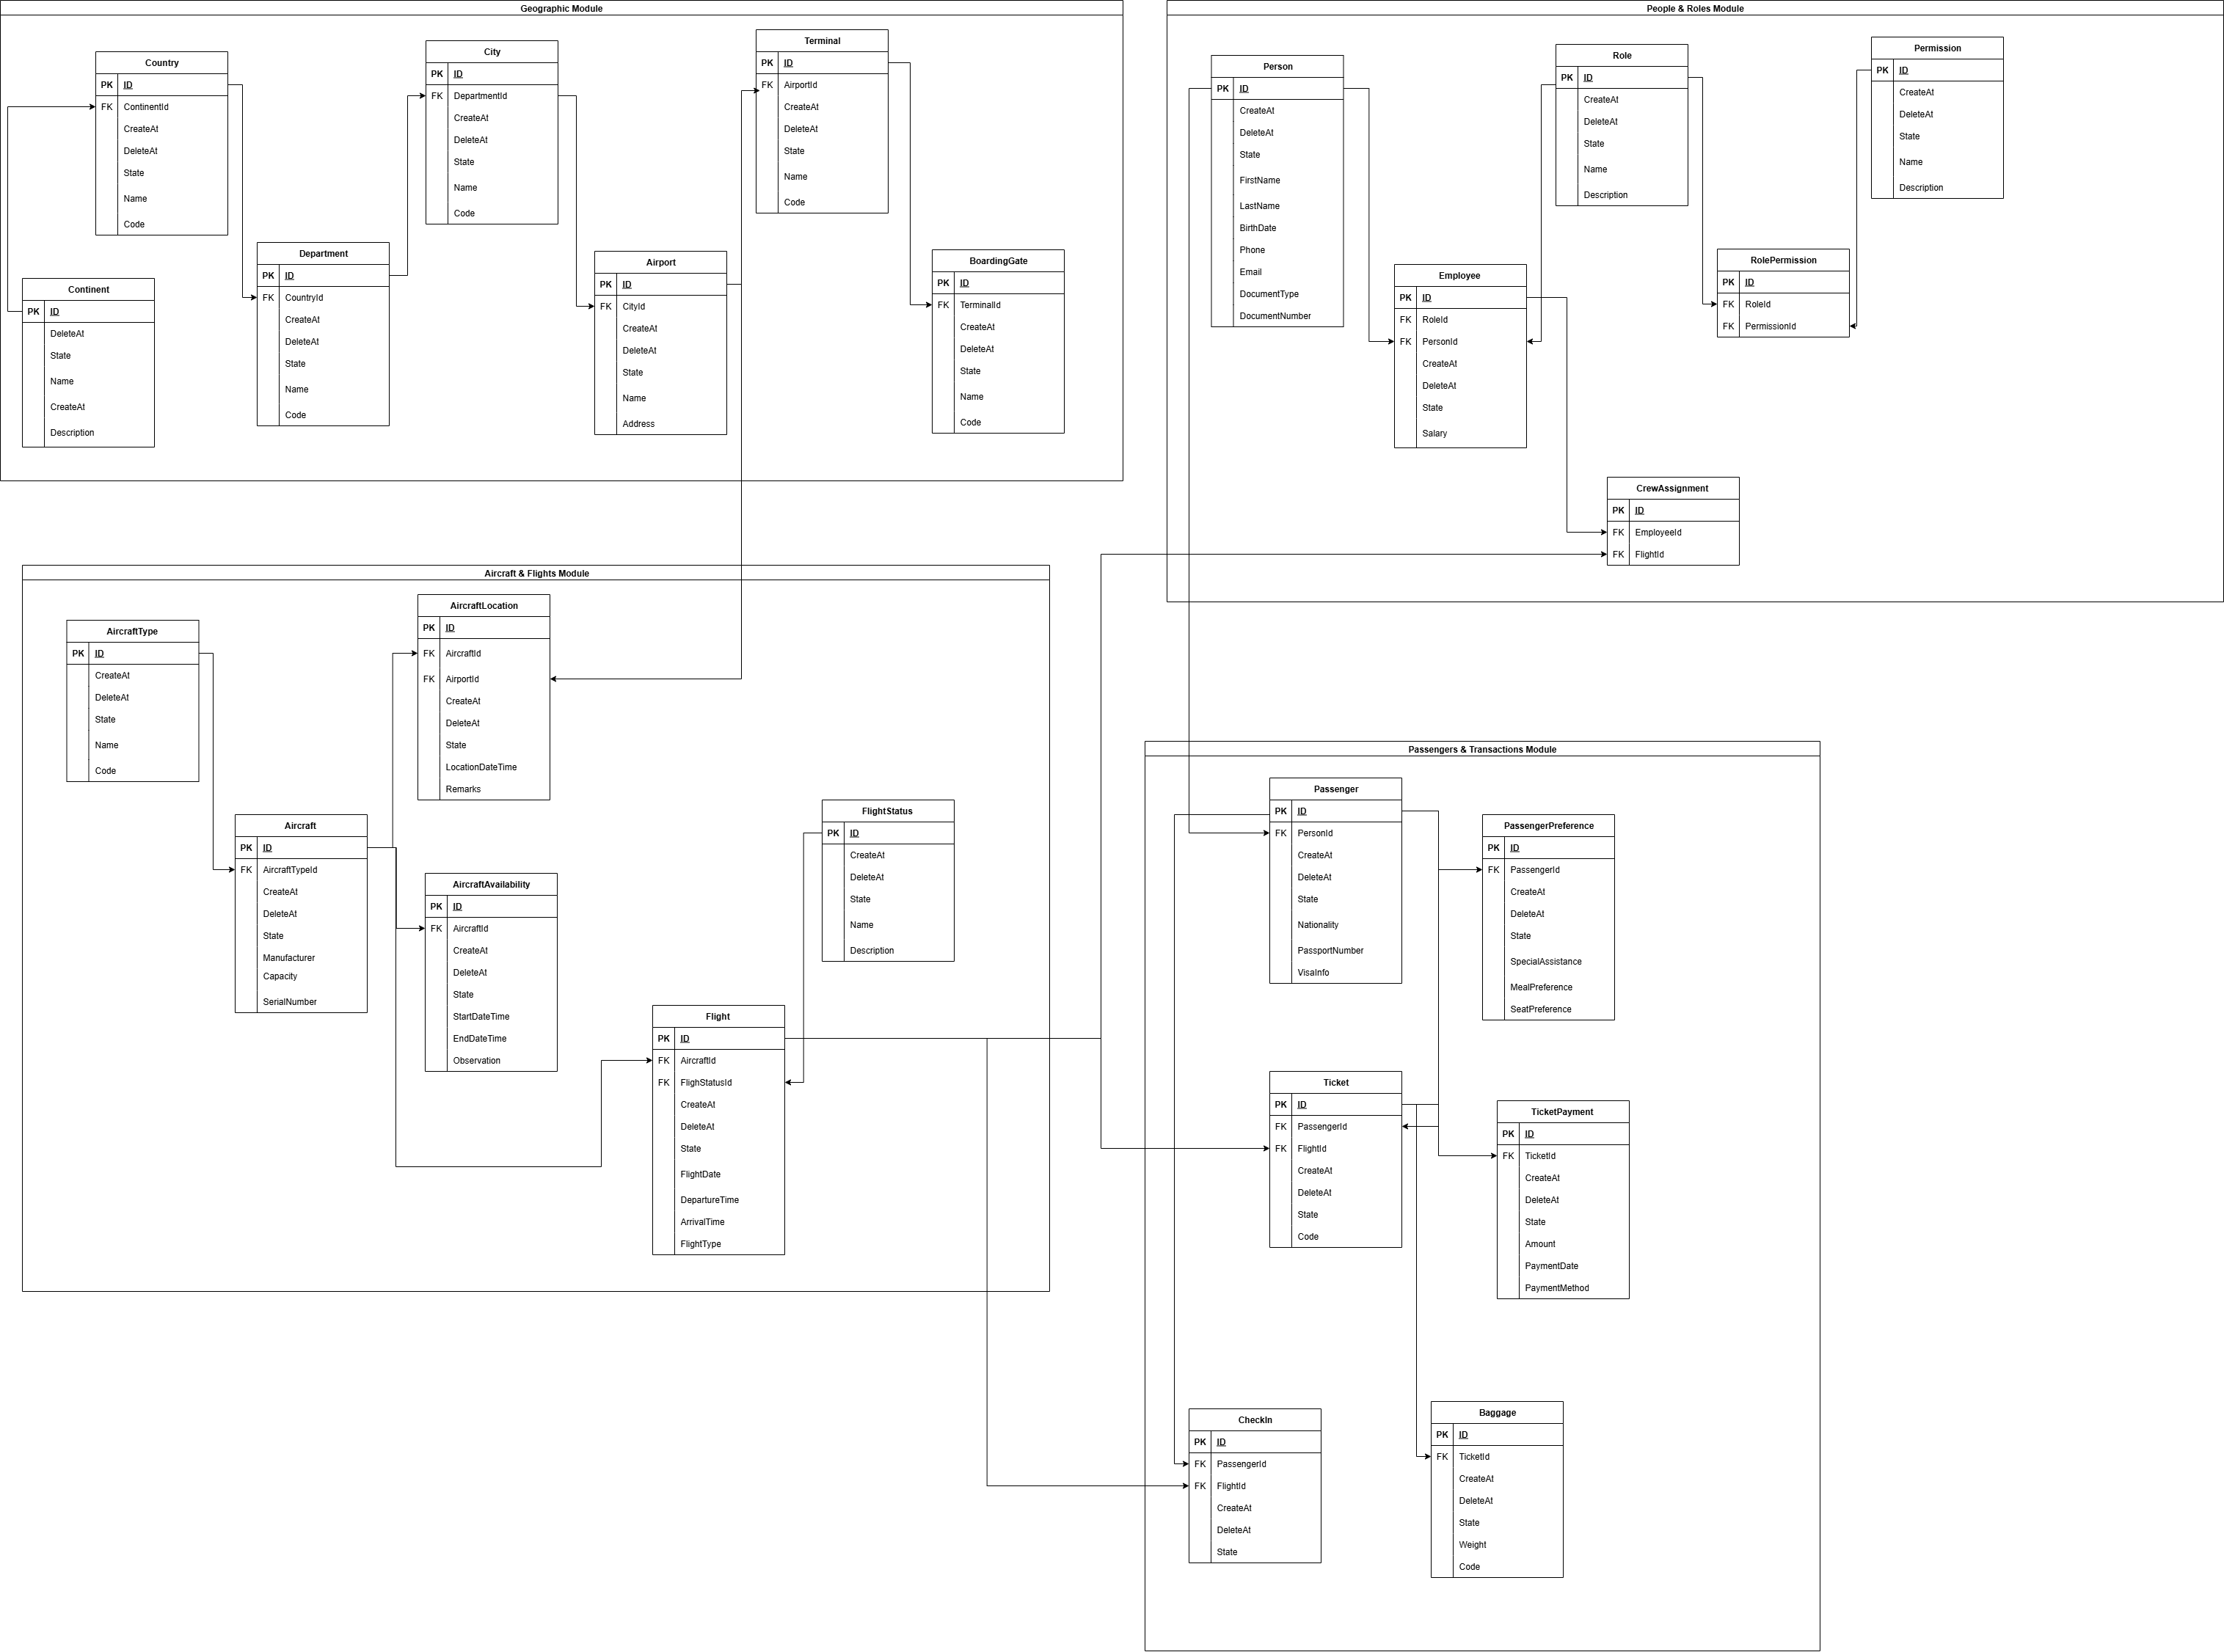 Geographic Module
Country
PK ID
FK ContinentId
CreateAt
DeleteAt
State
Name
Code
City
PK ID
FK DepartmentId
CreateAt
DeleteAt
State
Name
Code
Terminal
PK ID
FK AirportId
CreateAt
DeleteAt
State
Name
Code
Continent
PK ID
DeleteAt
State
Name
CreateAt
Description
Department
PK ID
FK CountryId
CreateAt
DeleteAt
State
Name
Code
Airport
PK ID
FK CityId
CreateAt
DeleteAt
State
Name
Address
BoardingGate
PK ID
FK TerminalId
CreateAt
DeleteAt
State
Name
Code
People & Roles Module
Person
PK ID
CreateAt
DeleteAt
State
FirstName
LastName
BirthDate
Phone
Email
DocumentType
DocumentNumber
Role
PK ID
CreateAt
DeleteAt
State
Name
Description
Permission
PK ID
CreateAt
DeleteAt
State
Name
Description
Employee
PK ID
FK RoleId
FK PersonId
CreateAt
DeleteAt
State
Salary
RolePermission
PK ID
FK RoleId
FK PermissionId
CrewAssignment
PK ID
FK EmployeeId
FK FlightId
Aircraft & Flights Module
AircraftType
PK ID
CreateAt
DeleteAt
State
Name
Code
AircraftLocation
PK ID
FK AircraftId
FK AirportId
CreateAt
DeleteAt
State
LocationDateTime
Remarks
Aircraft
PK ID
FK AircraftTypeId
CreateAt
DeleteAt
State
Manufacturer
Capacity
SerialNumber
AircraftAvailability
PK ID
FK AircraftId
CreateAt
DeleteAt
State
StartDateTime
EndDateTime
Observation
FlightStatus
PK ID
CreateAt
DeleteAt
State
Name
Description
Flight
PK ID
FK AircraftId
FK FlighStatusId
CreateAt
DeleteAt
State
FlightDate
DepartureTime
ArrivalTime
FlightType
Passengers & Transactions Module
Passenger
PK ID
FK PersonId
CreateAt
DeleteAt
State
Nationality
PassportNumber
VisaInfo
PassengerPreference
PK ID
FK PassengerId
CreateAt
DeleteAt
State
SpecialAssistance
MealPreference
SeatPreference
Ticket
PK ID
FK PassengerId
FK FlightId
CreateAt
DeleteAt
State
Code
TicketPayment
PK ID
FK TicketId
CreateAt
DeleteAt
State
Amount
PaymentDate
PaymentMethod
CheckIn
PK ID
FK PassengerId
FK FlightId
CreateAt
DeleteAt
State
Baggage
PK ID
FK TicketId
CreateAt
DeleteAt
State
Weight
Code